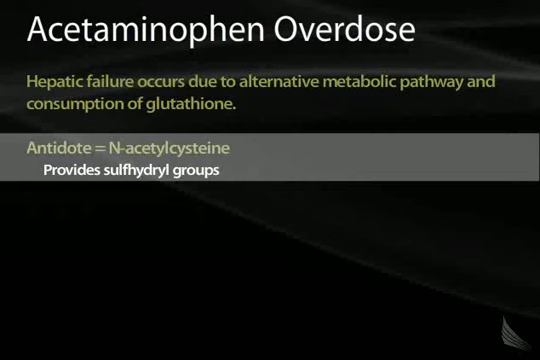 Acetaminophen Overdose
Hepatic failure occurs due to alternative metabolic pathway and
consumption of glutathione.
Antidote = N-acetylcysteine
Provides sulfhydryl groups